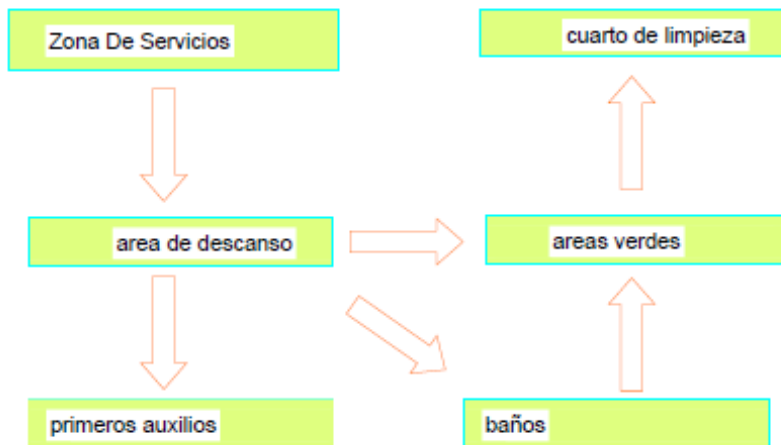 Zona De Servicios
cuarto de limpieza
area de descanso
areas verdes
primeros auxilios
baños